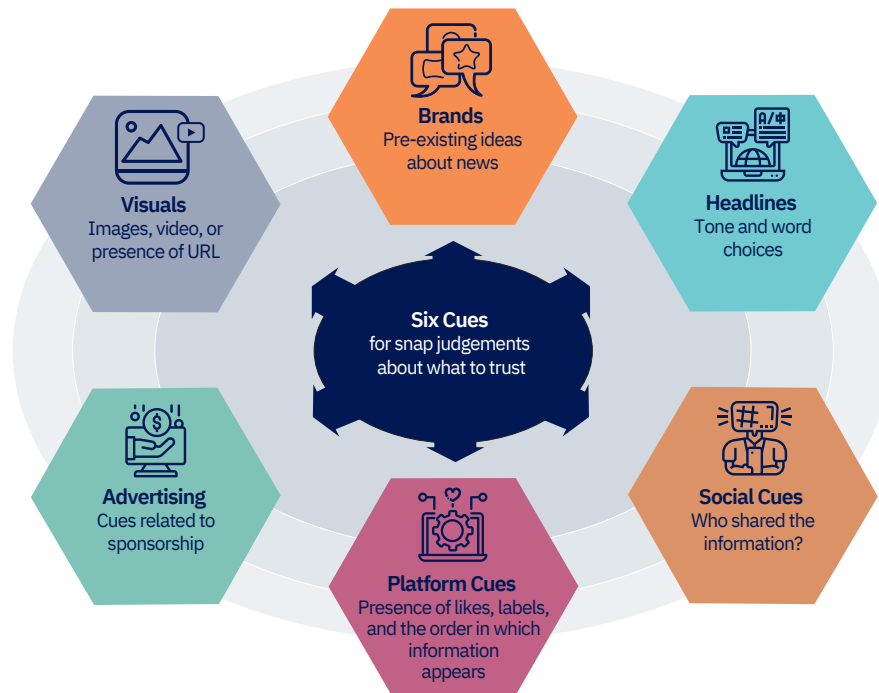 Brands
Pre-existing ideas
about news
Visuals
Images, video, or
presence of URL
Headlines
Tone and word
choices
Six Cues
for snap judgements
about what to trust
Advertising
Cues related to
sponsorship
Social Cues
Who shared the
information?
Platform Cues
Presence of likes, labels,
and the order in which
information
appears